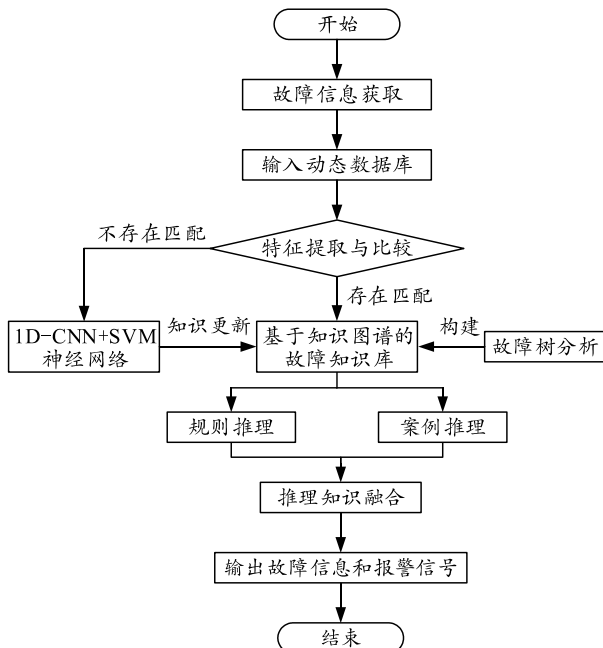 开始
故障信息获取
输入动态数据库
不存在匹配
特征提取与比较
存在匹配
1D-CNN+SVM
神经网络
知识更新
基于知识图谱的
故障知识库
构建
故障树分析
规则推理
案例推理
推理知识融合
输出故障信息和报警信号
结束